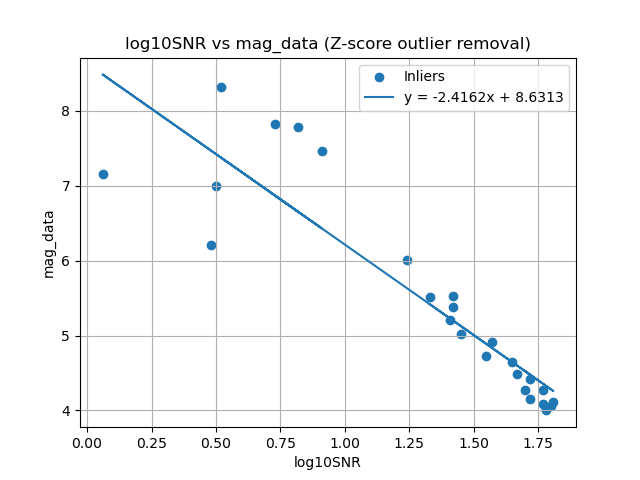 log10SNR vs mag_data (Z-score outlier removal)
Inliers
y = -2.4162x + 8.6313
8
7
6
5
4
mag_data
0.00 0.25 0.50 0.75 1.00 1.25 1.50 1.75
log10SNR